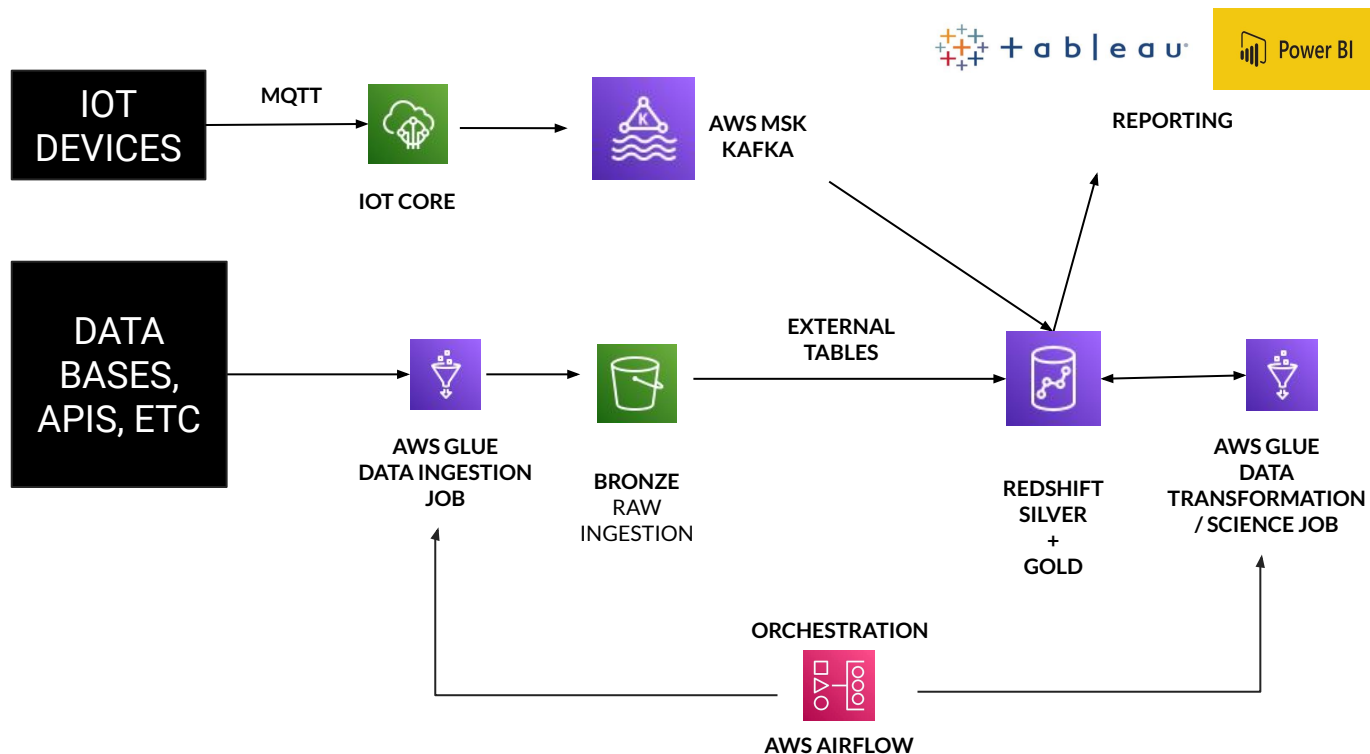 + a b l e a u
Power BI
IOT
DEVICES
MQTT
IOT CORE
K
AWS MSK
KAFKA
REPORTING
DATA
BASES,
APIS, ETC
AWS GLUE
DATA INGESTION
JOB
BRONZE
RAW
INGESTION
EXTERNAL
TABLES
REDSHIFT
SILVER
+
GOLD
AWS GLUE
DATA
TRANSFORMATION
/ SCIENCE JOB
ORCHESTRATION
AWS AIRFLOW